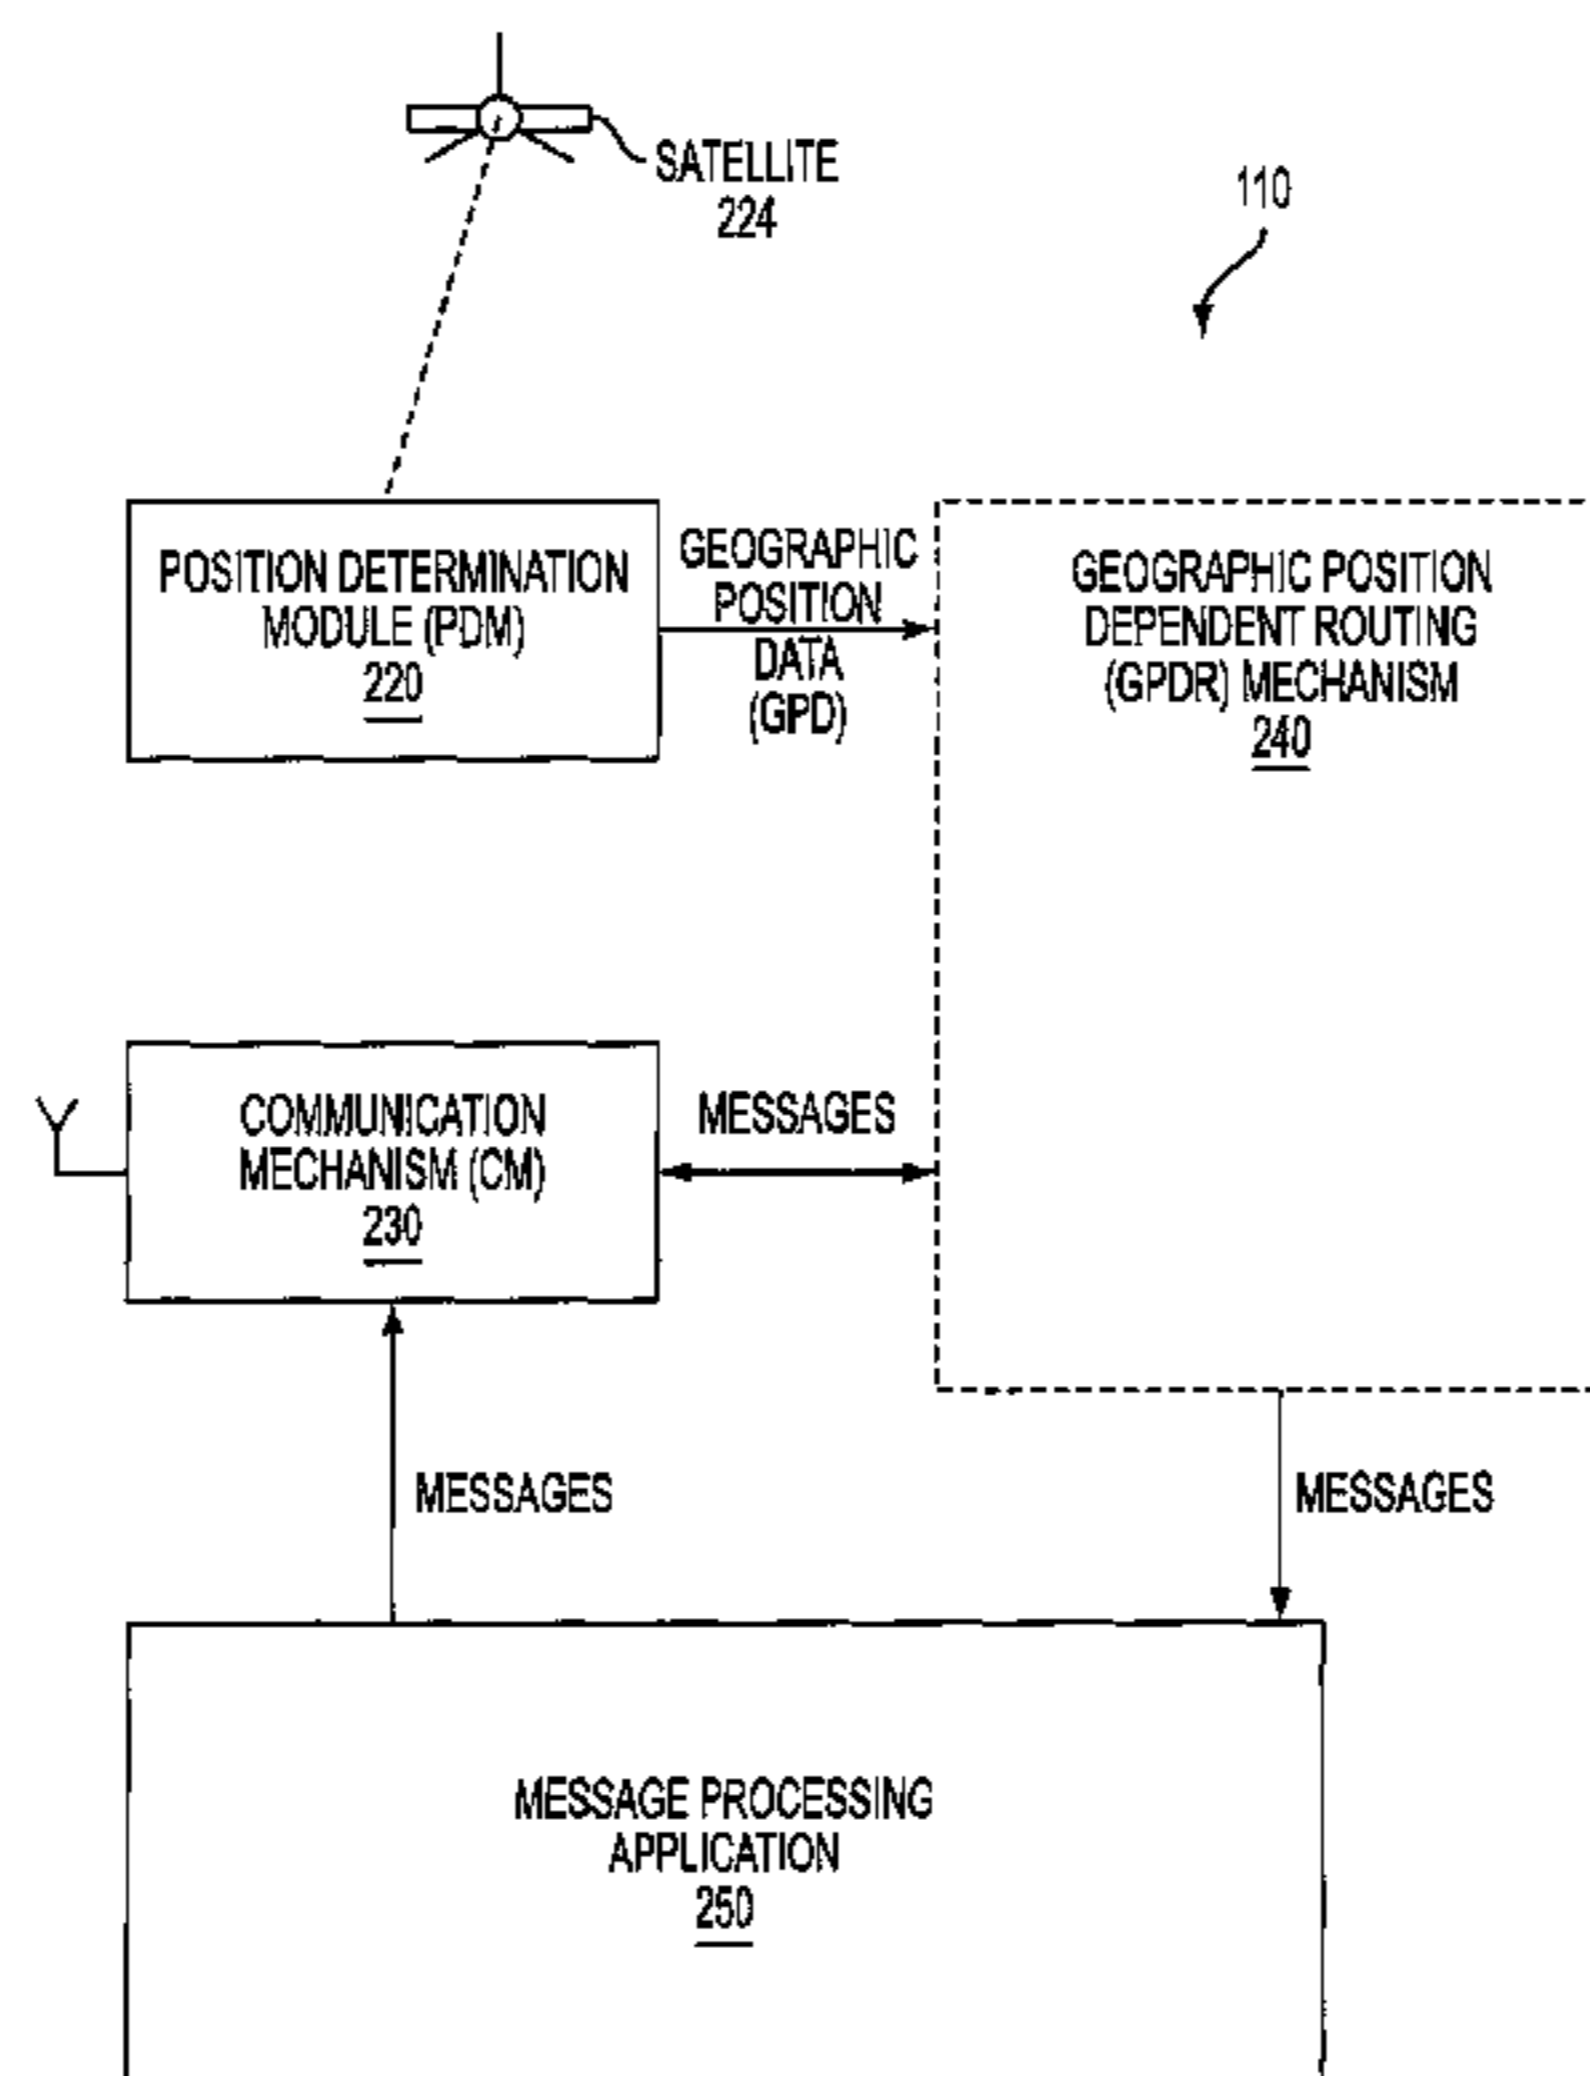 SATELLITE
224
110
POSITION DETERMINATION
MODULE (PDM)
220
GEOGRAPHIC
POSITION
DATA
(GPD)
GEOGRAPHIC POSITION
DEPENDENT ROUTING
(GPDR) MECHANISM
240
COMMUNICATION
MECHANISM (CM)
230
MESSAGES
MESSAGES
MESSAGES
MESSAGE PROCESSING
APPLICATION
250